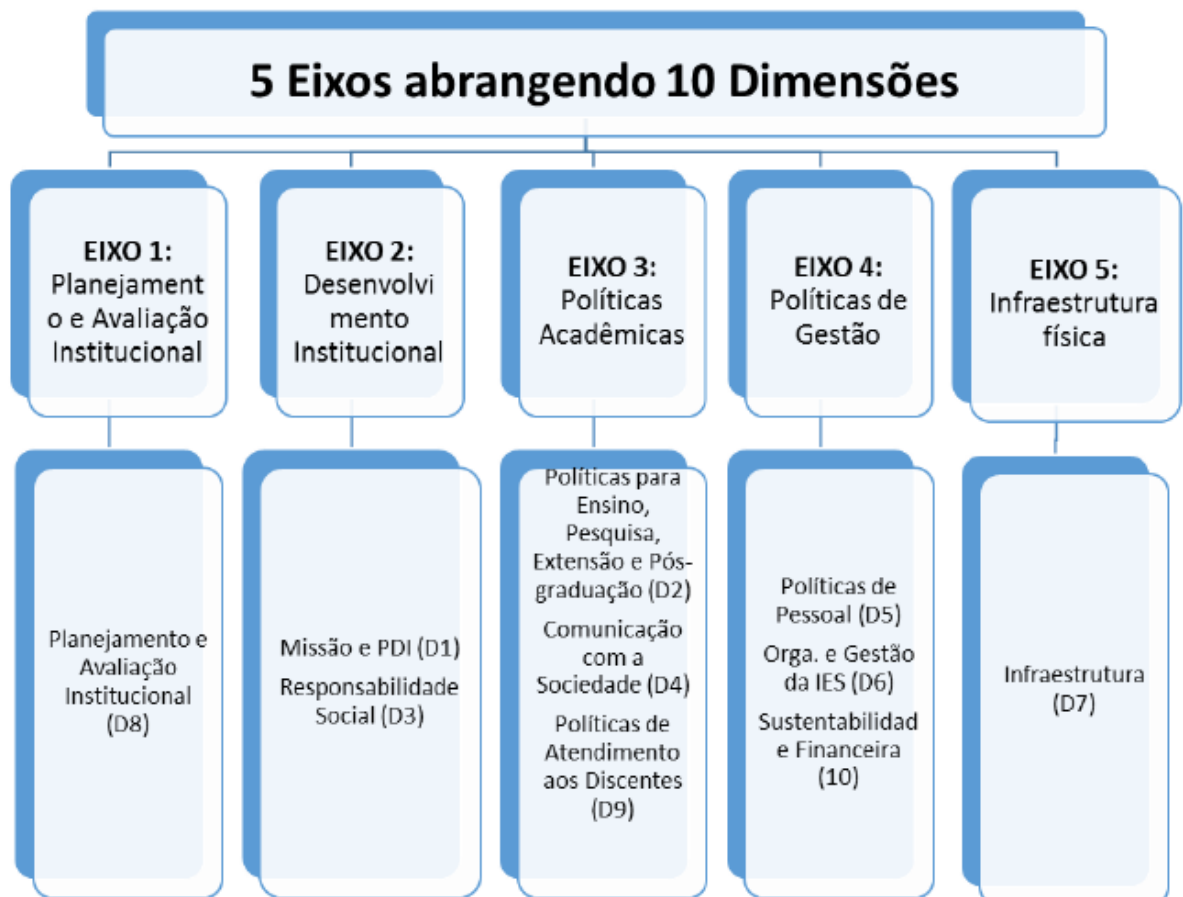 5 Eixos abrangendo 10 Dimensões
EIXO 1:
Planejament
o e Avaliação
Institucional
EIXO 2:
Desenvolvi
mento
Institucional
EIXO 3:
Políticas
Acadêmicas
EIXO 4:
Políticas de
Gestão
EIXO 5:
Infraestrutura
física
Planejamento e
Avaliação
Institucional
(D8)
Missão e PDI (D1)
Responsabilidade
Social (D3)
Políticas para
Ensino,
Pesquisa,
Extensão e Pós-
graduação (D2)
Comunicação
com a
Sociedade (D4)
Políticas de
Atendimento
aos Discentes
(D9)
Políticas de
Pessoal (D5)
Orga. e Gestão
da IES (D6)
Sustentabilidad
e Financeira
(10)
Infraestrutura
(D7)